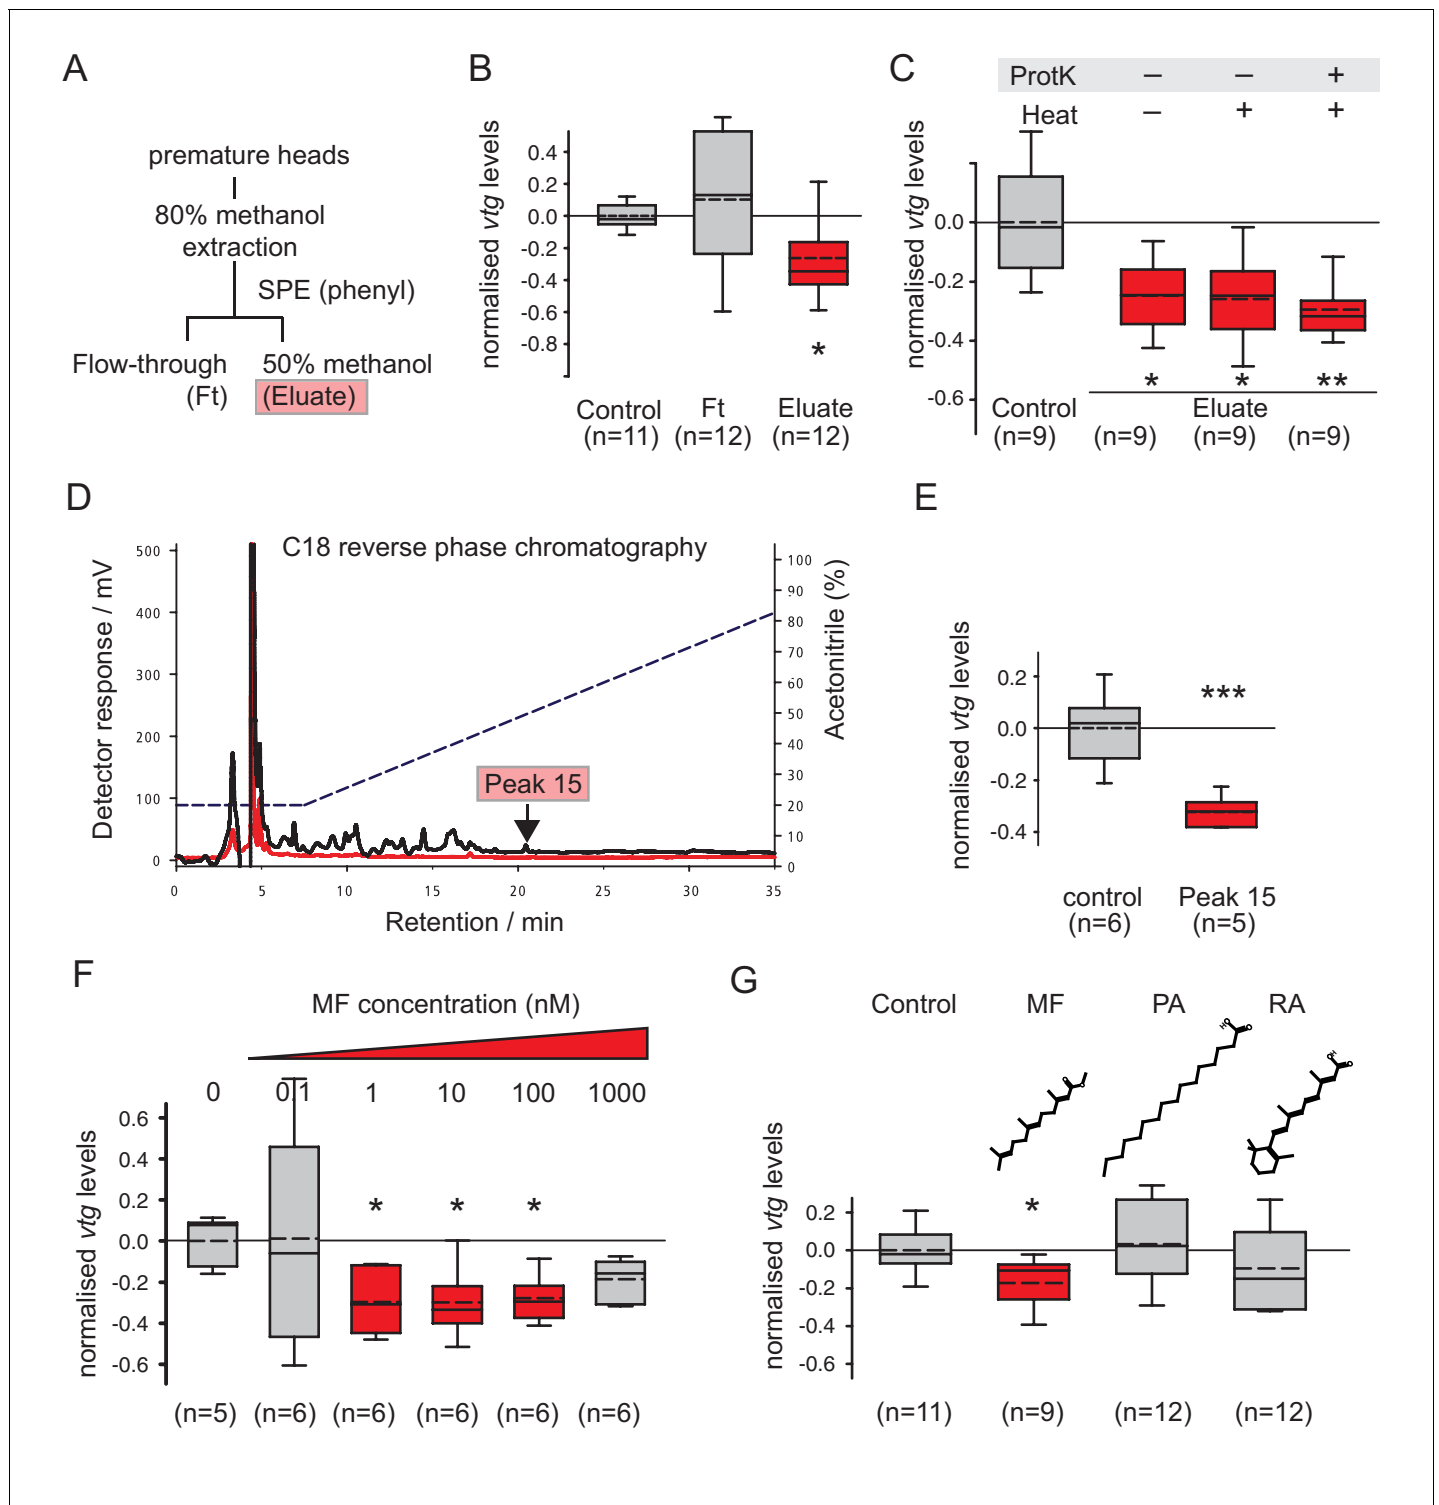 A
premature heads
80% methanol
extraction
SPE (phenyl)
Flow-through 50% methanol
(Ft) (Eluate)
B
normalised vtg levels
0.4
0.2
0.0
-0.2
-0.4
-0.6
-0.8
*
Control Ft Eluate
(n=11) (n=12) (n=12)
C
ProtK – – +
Heat – + +
normalised vtg levels
0.0
-0.2
-0.4
-0.6
* * **
Control Eluate
(n=9) (n=9) (n=9) (n=9)
D
C18 reverse phase chromatography
Detector response / mV
500
400
300
200
100
0
Acetonitrile (%)
100
90
80
70
60
50
40
30
20
10
0
Peak 15
0 5 10 15 20 25 30 35
Retention / min
E
normalised vtg levels
0.2
0.0
-0.2
-0.4
***
control Peak 15
(n=6) (n=5)
F
MF concentration (nM)
0 0.1 1 10 100 1000
normalised vtg levels
0.6
0.4
0.2
0.0
-0.2
-0.4
-0.6
* * *
(n=5) (n=6) (n=6) (n=6) (n=6) (n=6)
G
Control MF PA RA
HO O
O O
HO O
normalised vtg levels
0.2
0.0
-0.2
-0.4
-0.6
*
(n=11) (n=9) (n=12) (n=12)